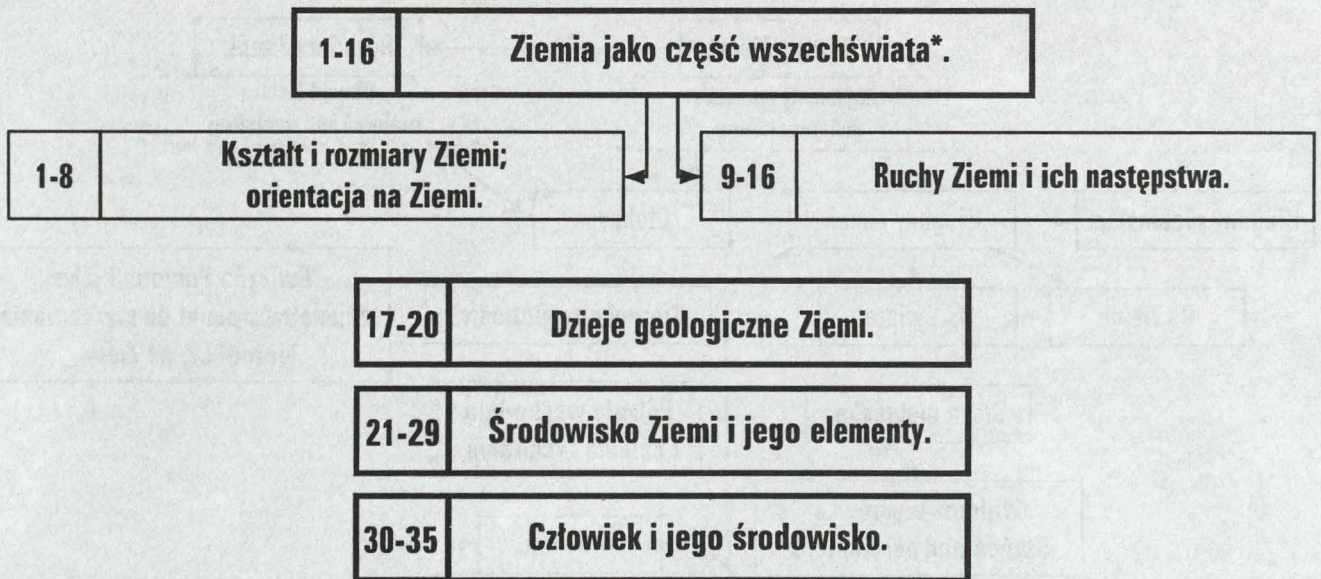 1-16 Ziemia jako część wszechświata*.
1-8 Kształt i rozmiary Ziemi;
orientacja na Ziemi.
9-16 Ruchy Ziemi i ich następstwa.
17-20 Dzieje geologiczne Ziemi.
21-29 Środowisko Ziemi i jego elementy.
30-35 Człowiek i jego środowisko.